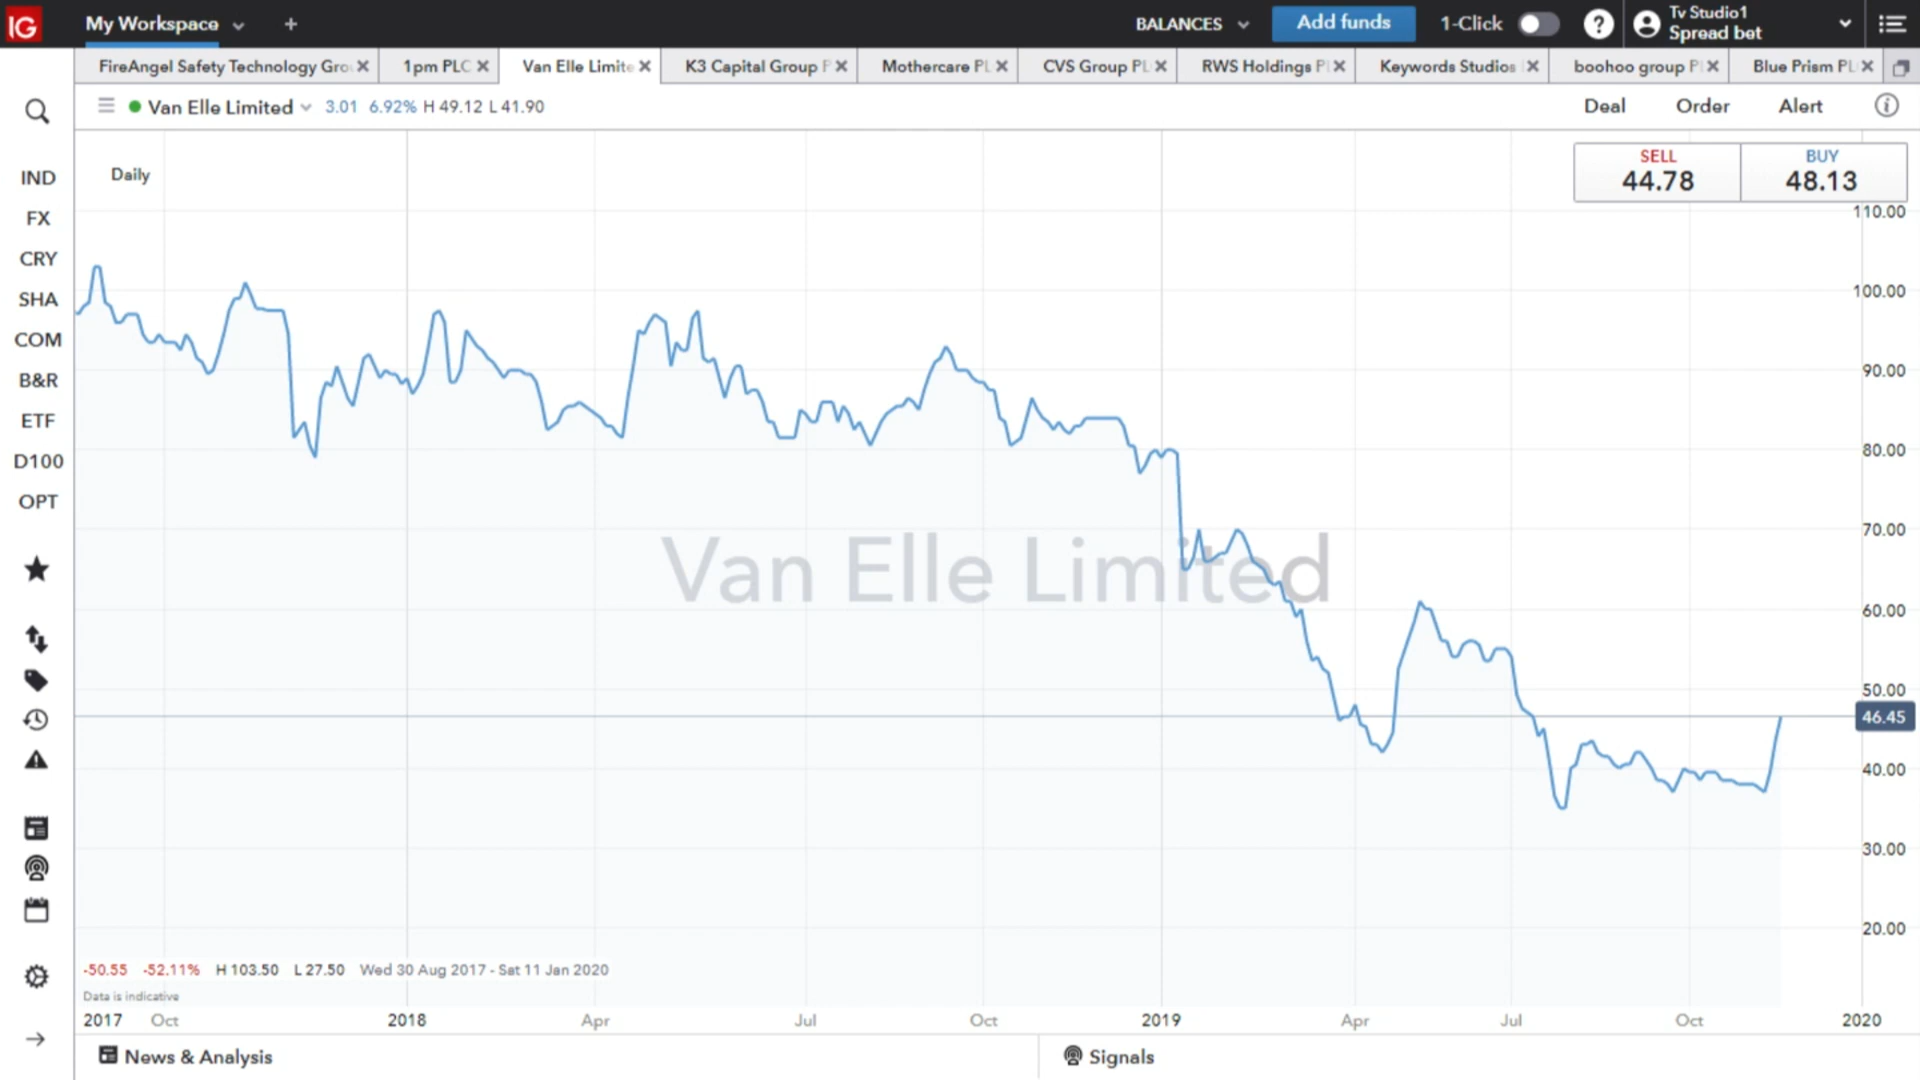 IG My Workspace + BALANCES Add funds 1-Click ? Tv Studio1
Spread bet
FireAngel Safety Technology Gro 1pm PLC Van Elle Limite K3 Capital Group P Mothercare PL CVS Group PL RWS Holdings Pl Keywords Studios boohoo group Pl Blue Prism PL
Van Elle Limited 3.01 6.92% H 49.12 L 41.90 Deal Order Alert
Daily
SELL BUY
44.78 48.13
IND
FX
CRY
SHA
COM
B&R
ETF
D100
OPT
Van Elle Limited
110.00
100.00
90.00
80.00
70.00
60.00
50.00
46.45
40.00
30.00
20.00
-50.55 -52.11% H 103.50 L 27.50 Wed 30 Aug 2017 - Sat 11 Jan 2020
Data is indicative
2017 Oct 2018 Apr Jul Oct 2019 Apr Jul Oct 2020
News & Analysis Signals